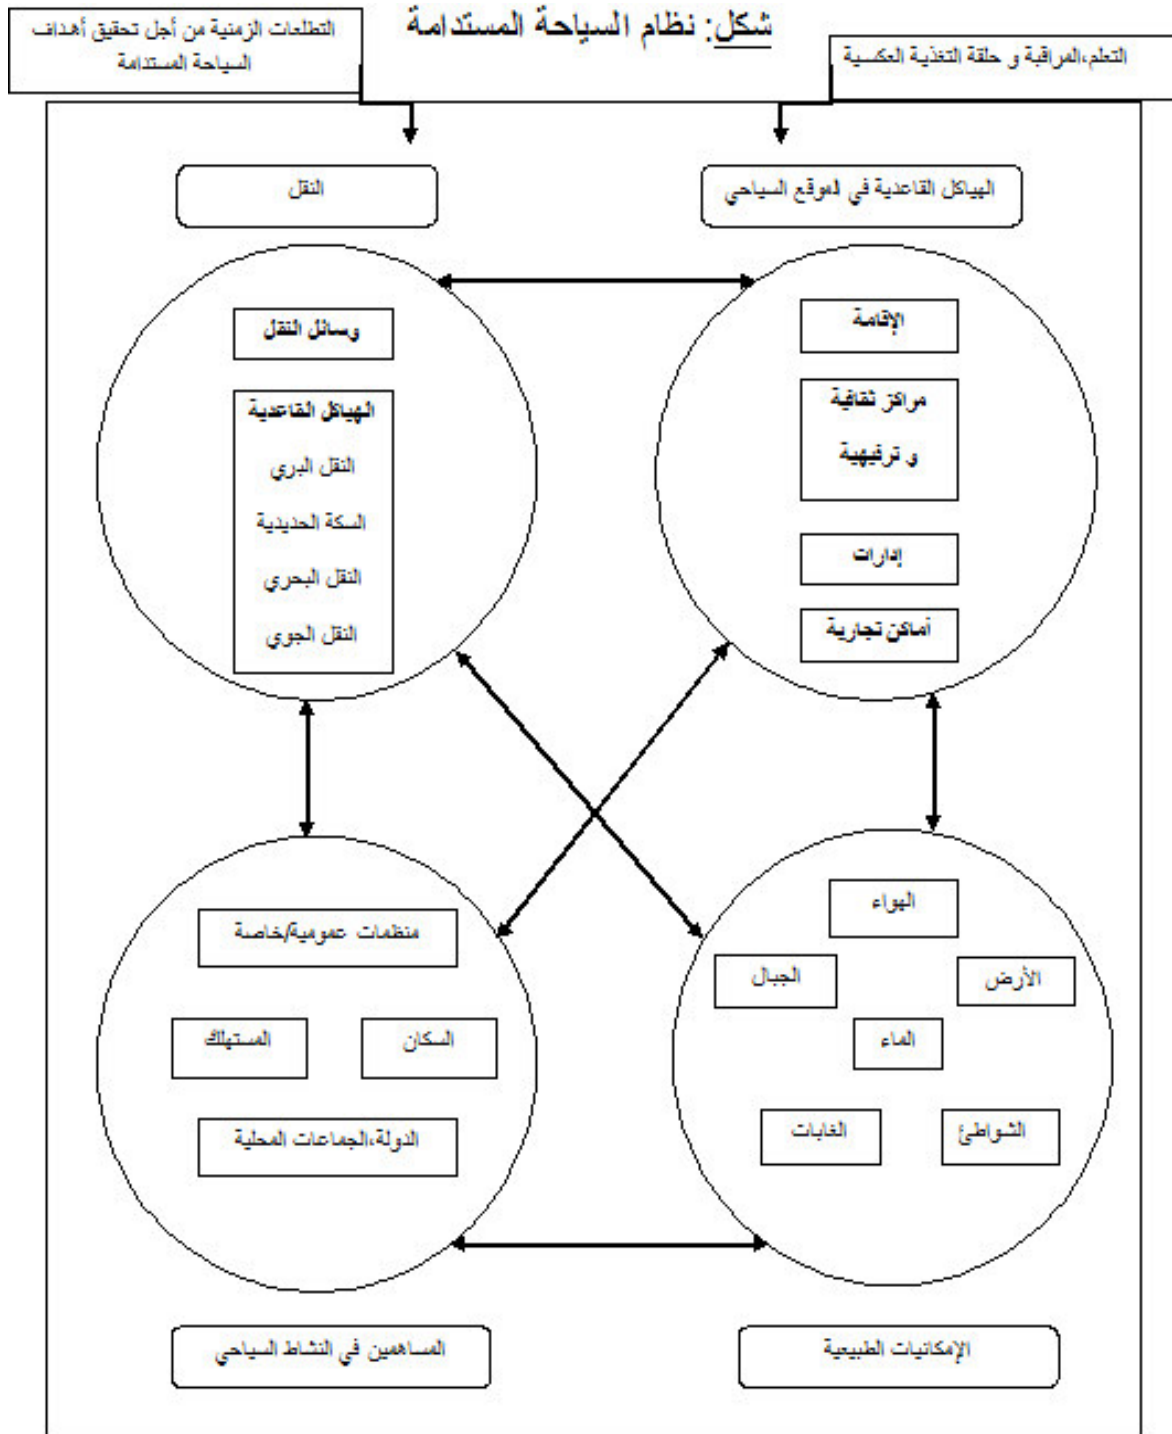 شكل: نظام السياحة المستدامة
التعلم،المراقبة و حلقة التغذية العكسية
التطلعات الزمنية من أجل تحقيق أهداف
السياحة المستدامة
الهياكل القاعدية في الموقع السياحي
الإقامة
مراكز ثقافية
و ترفيهية
إدارات
أماكن تجارية
النقل
وسائل النقل
الهياكل القاعدية
النقل البري
السكة الحديدية
النقل البحري
النقل الجوي
الهواء
الأرض
الجبال
الماء
الشواطئ
الغابات
الإمكانيات الطبيعية
منظمات عمومية/خاصة
السكان
المستهلك
الدولة،الجماعات المحلية
المساهمين في النشاط السياحي